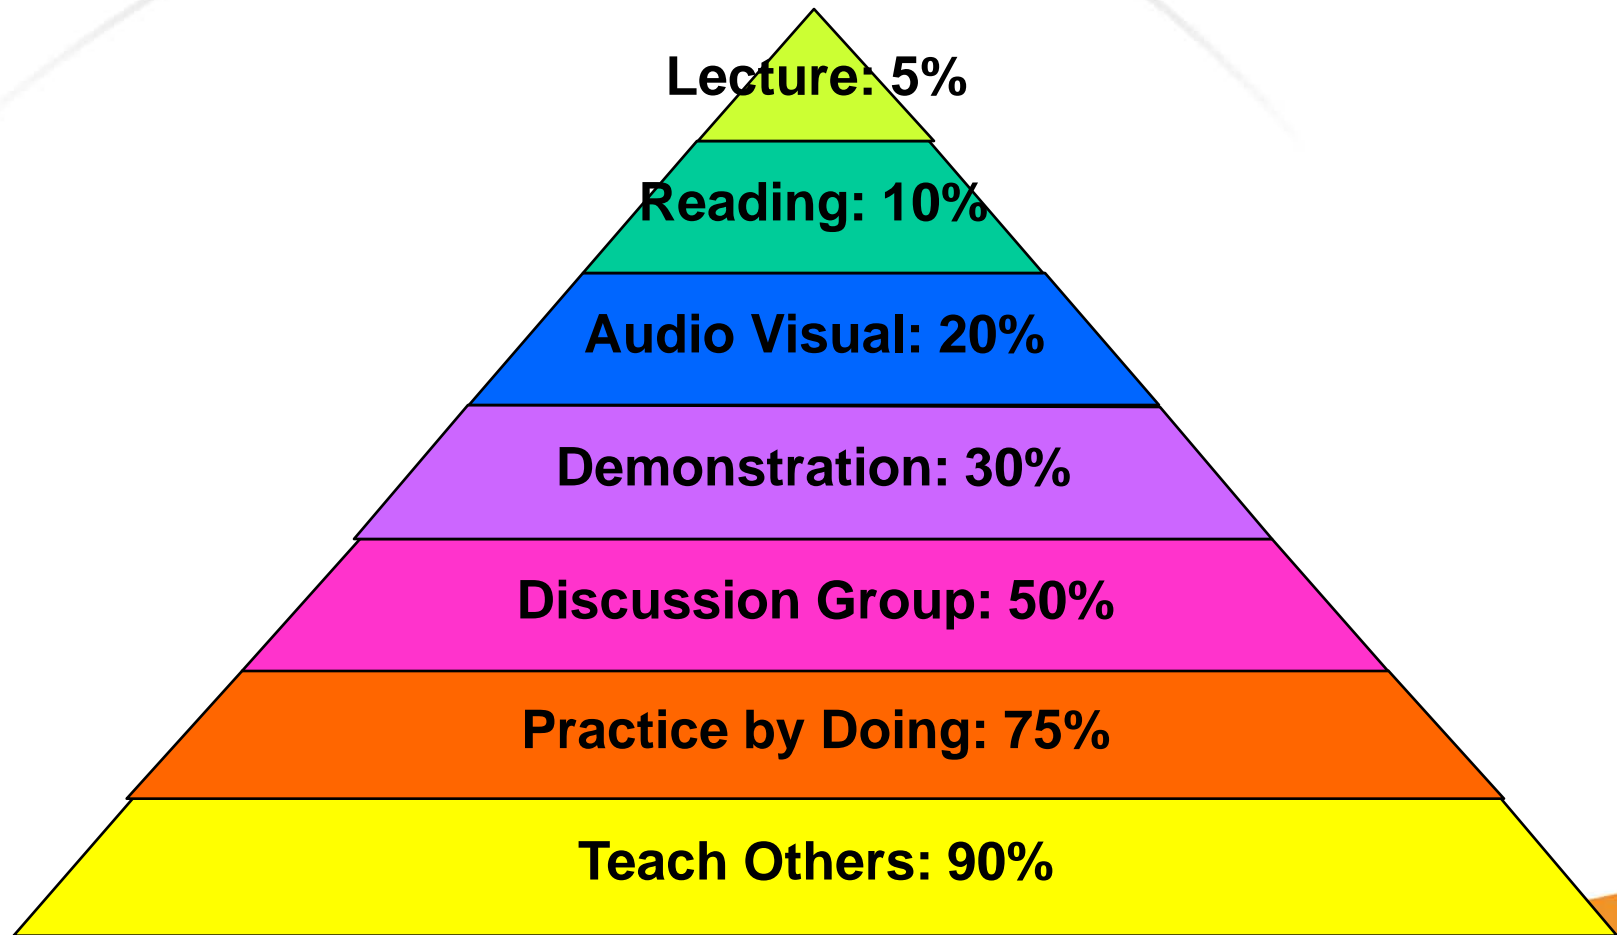 Lecture: 5%
Reading: 10%
Audio Visual: 20%
Demonstration: 30%
Discussion Group: 50%
Practice by Doing: 75%
Teach Others: 90%